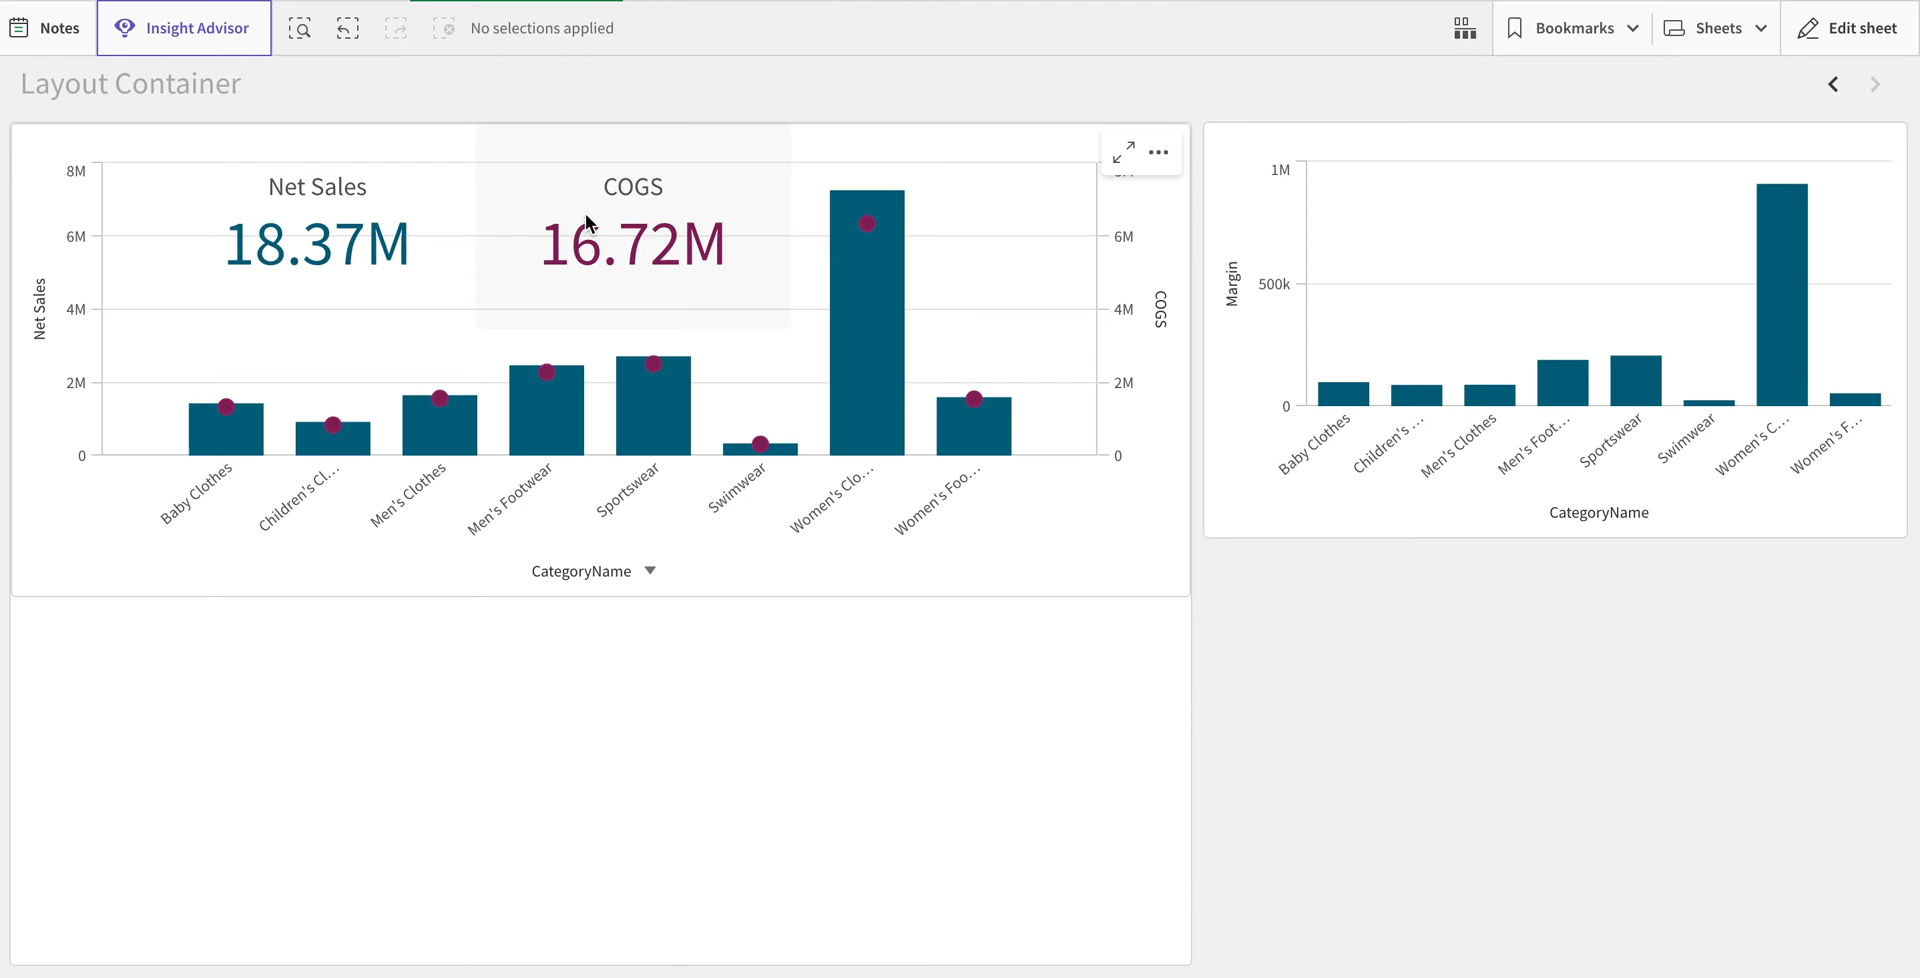 Notes
Insight Advisor
No selections applied
Bookmarks
Sheets
Edit sheet
Layout Container
Net Sales
18.37M
COGS
16.72M
8M
6M
4M
2M
0
Net Sales
6M
4M
2M
0
COGS
Baby Clothes
Children's Cl...
Men's Clothes
Men's Footwear
Sportswear
Swimwear
Women's Clo...
Women's Foo...
CategoryName
1M
500k
0
Margin
Baby Clothes
Children's ...
Men's Clothes
Men's Foot...
Sportswear
Swimwear
Women's C...
Women's F...
CategoryName